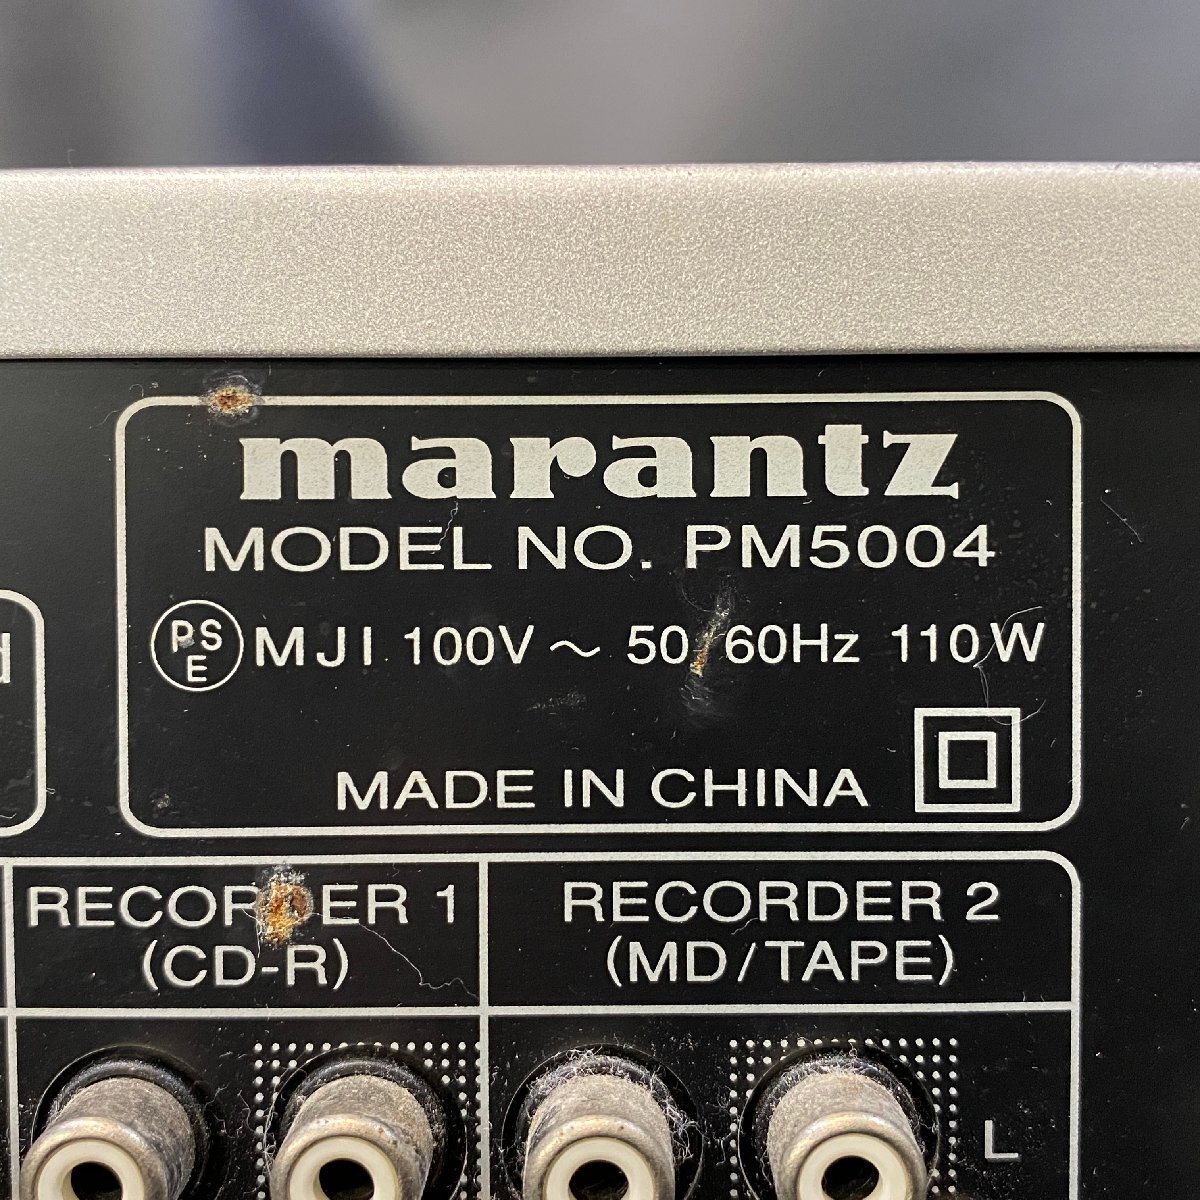 marantz
MODEL NO. PM5004
PSE MJI 100V ～ 50/60Hz 110W
MADE IN CHINA
d
RECORDER 1
(CD-R)
RECORDER 2
(MD/TAPE)
L